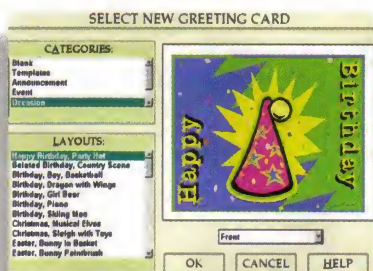 SELECT NEW GREETING CARD
CATEGORIES:
Blank
Templates
Announcement
Event
Occasion
LAYOUTS:
Happy Birthday, Party Hat
Belated Birthday, Country Scene
Birthday, Boy, Basketball
Birthday, Dragon with Wings
Birthday, Girl Bear
Birthday, Piano
Birthday, Skiing Man
Christmas, Musical Elves
Christmas, Sleigh with Toys
Easter, Bunny in Basket
Easter, Bunny Paintbrush
Happy
Birthday
Front
OK
CANCEL
HELP